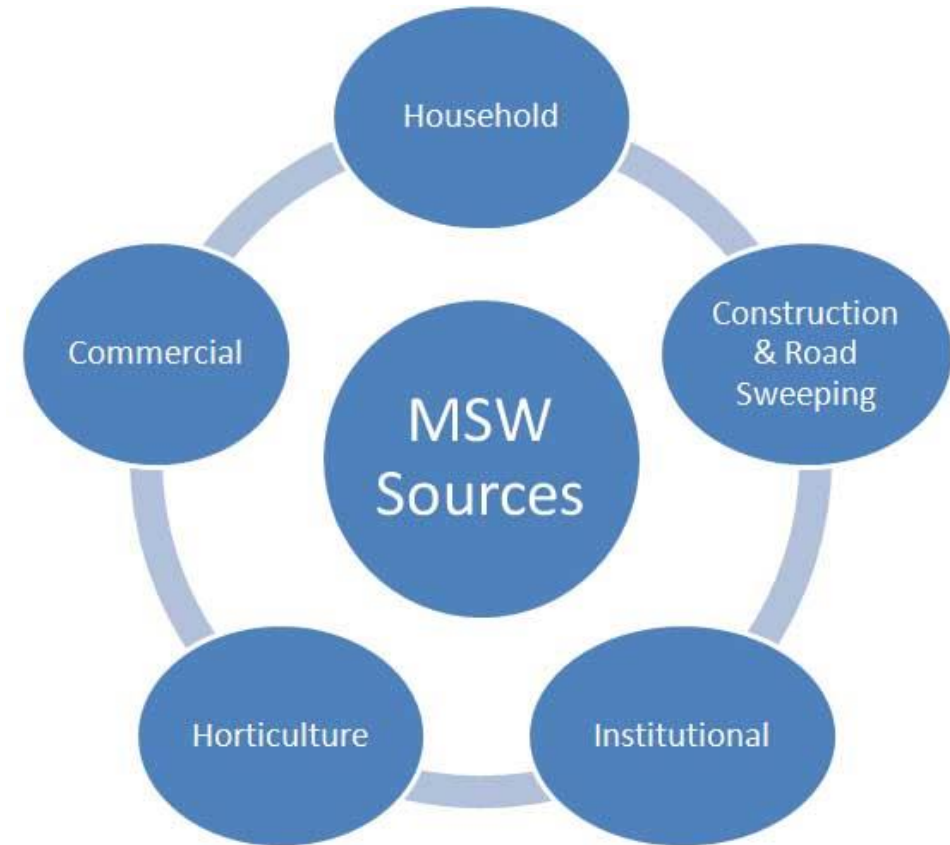 Household
Construction
& Road
Sweeping
Commercial
MSW
Sources
Horticulture
Institutional